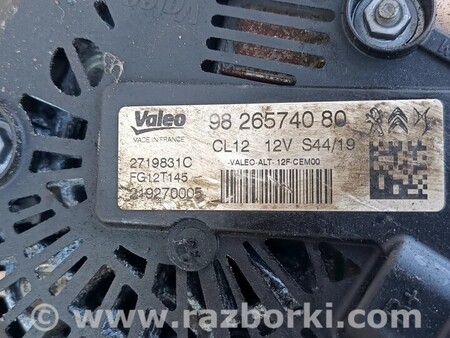 Valeo
Valeo
MADE IN FRANCE
98 265740 80
CL12 12V S44/19
VALEO-ALT-12F-CEM00
2719831C
FG12T145
219270005
B+
www.razborki.com